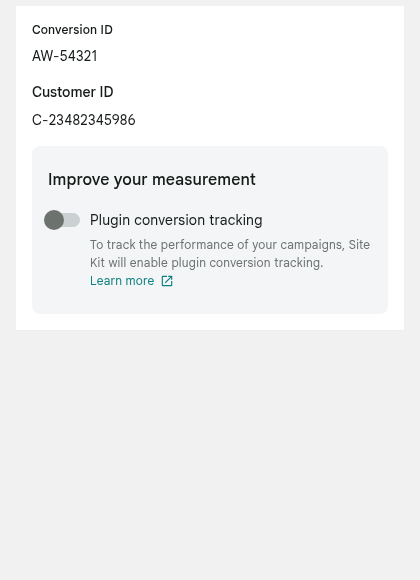 Conversion ID
AW-54321
Customer ID
C-23482345986
Improve your measurement
Plugin conversion tracking
To track the performance of your campaigns, Site
Kit will enable plugin conversion tracking.
Learn more